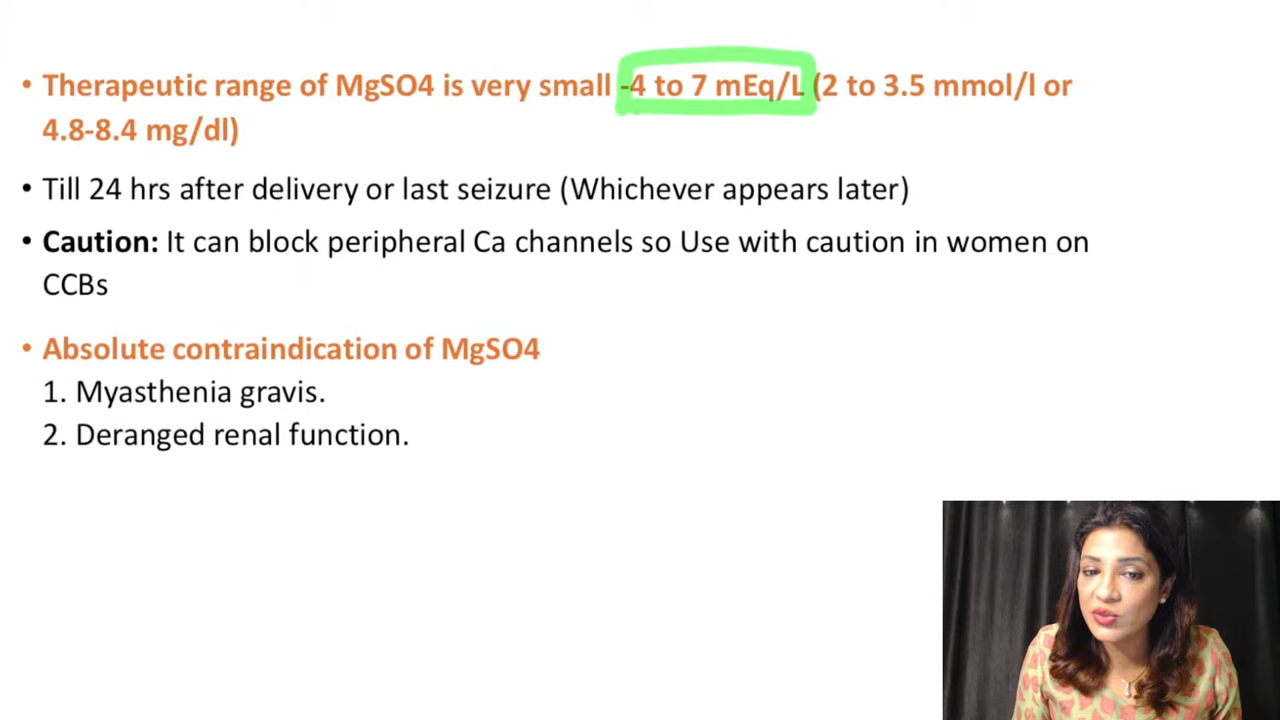 • Therapeutic range of MgSO4 is very small -4 to 7 mEq/L (2 to 3.5 mmol/l or
4.8-8.4 mg/dl)
• Till 24 hrs after delivery or last seizure (Whichever appears later)
• Caution: It can block peripheral Ca channels so Use with caution in women on
CCBs
• Absolute contraindication of MgSO4
1. Myasthenia gravis.
2. Deranged renal function.